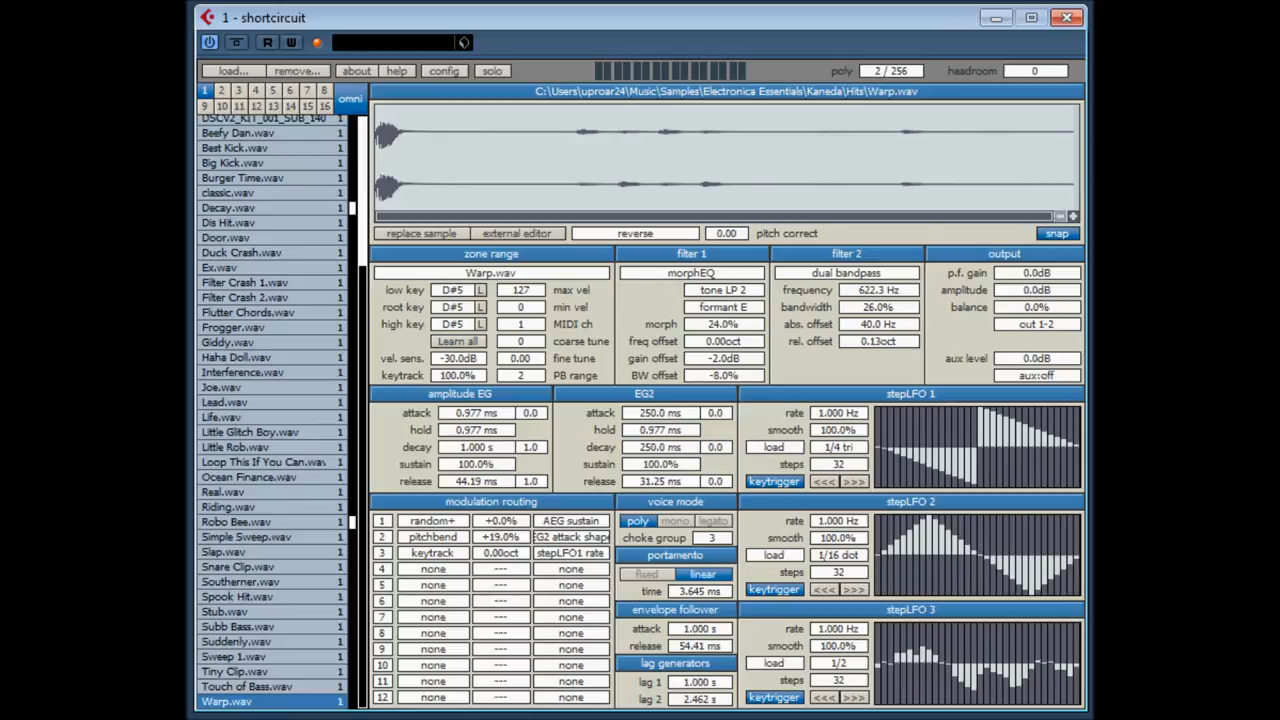 1 - shortcircuit
R W
load... remove... about help config solo poly 2 / 256 headroom 0
1 2 3 4 5 6 7 8 omni
9 10 11 12 13 14 15 16
C:\Users\uproar24\Music\Samples\Electronica Essentials\Kaneda\Hits\Warp.wav
DSCV2_KIT_001_SUB_140
Beefy Dan.wav 1
Best Kick.wav 1
Big Kick.wav 1
Burger Time.wav 1
classic.wav 1
Decay.wav 1
Dis Hit.wav 1
Door.wav 1
Duck Crash.wav 1
Ex.wav 1
Filter Crash 1.wav 1
Filter Crash 2.wav 1
Flutter Chords.wav 1
Frogger.wav 1
Giddy.wav 1
Haha Doll.wav 1
Interference.wav 1
Joe.wav 1
Lead.wav 1
Life.wav 1
Little Glitch Boy.wav 1
Little Rob.wav 1
Loop This If You Can.wav 1
Ocean Finance.wav 1
Real.wav 1
Riding.wav 1
Robo Bee.wav 1
Simple Sweep.wav 1
Slap.wav 1
Snare Clip.wav 1
Southerner.wav 1
Spook Hit.wav 1
Stub.wav 1
Subb Bass.wav 1
Suddenly.wav 1
Sweep 1.wav 1
Tiny Clip.wav 1
Touch of Bass.wav 1
Warp.wav 1
replace sample external editor reverse 0.00 pitch correct snap
zone range
Warp.wav
low key D#5 L 127 max vel
root key D#5 L 0 min vel
high key D#5 L 1 MIDI ch
Learn all 0 coarse tune
vel. sens. -30.0dB 0.00 fine tune
keytrack 100.0% 2 PB range
filter 1
morphEQ
tone LP 2
formant E
morph 24.0%
freq offset 0.00oct
gain offset -2.0dB
BW offset -8.0%
filter 2
dual bandpass
frequency 622.3 Hz
bandwidth 26.0%
abs. offset 40.0 Hz
rel. offset 0.13oct
output
p.f. gain 0.0dB
amplitude 0.0dB
balance 0.0%
out 1-2
aux level 0.0dB
aux:off
amplitude EG
attack 0.977 ms 0.0
hold 0.977 ms
decay 1.000 s 1.0
sustain 100.0%
release 44.19 ms 1.0
EG2
attack 250.0 ms 0.0
hold 0.977 ms
decay 250.0 ms 0.0
sustain 100.0%
release 31.25 ms 0.0
stepLFO 1
rate 1.000 Hz
smooth 100.0%
load 1/4 tri
steps 32
keytrigger <<< >>>
modulation routing
1 random+ +0.0% AEG sustain
2 pitchbend +19.0% EG2 attack shape
3 keytrack 0.00oct stepLFO1 rate
4 none --- none
5 none --- none
6 none --- none
7 none --- none
8 none --- none
9 none --- none
10 none --- none
11 none --- none
12 none --- none
voice mode
poly mono legato
choke group 3
portamento
fixed linear
time 3.645 ms
envelope follower
attack 1.000 s
release 54.41 ms
lag generators
lag 1 1.000 s
lag 2 2.462 s
stepLFO 2
rate 1.000 Hz
smooth 100.0%
load 1/16 dot
steps 32
keytrigger <<< >>>
stepLFO 3
rate 1.000 Hz
smooth 100.0%
load 1/2
steps 32
keytrigger <<< >>>